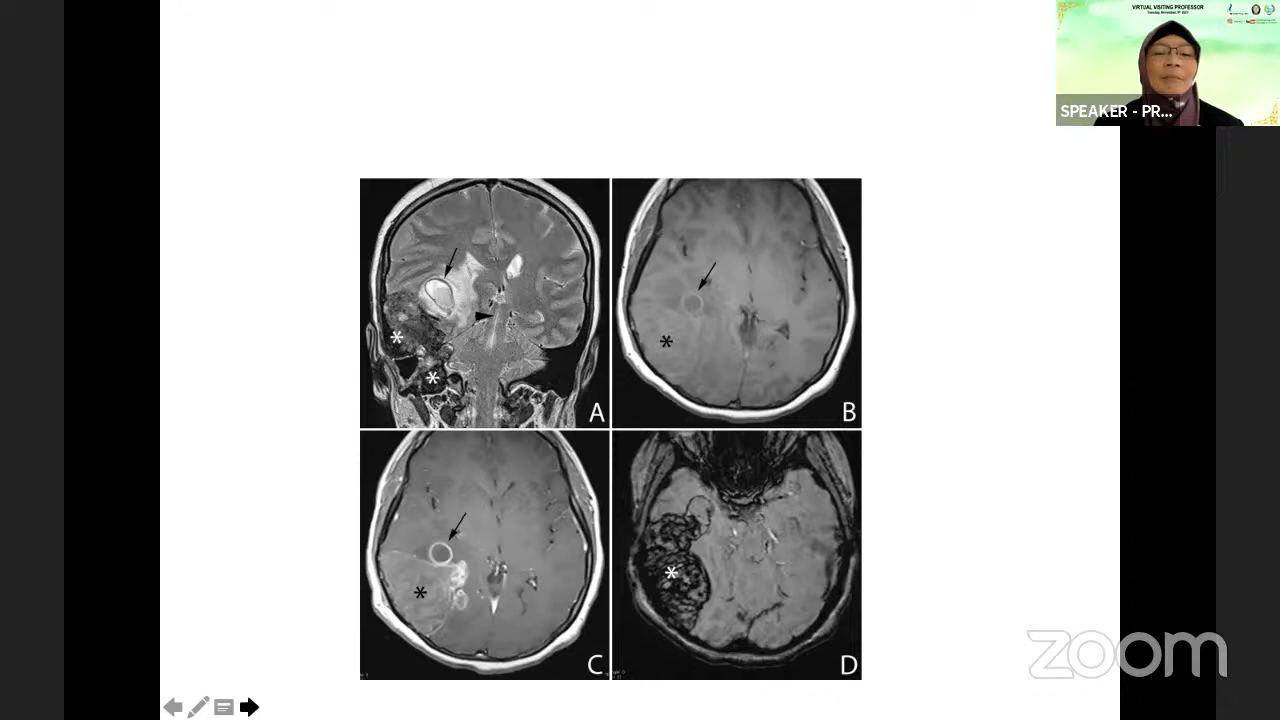 VIRTUAL VISITING PROFESSOR
SPEAKER - PR...
*
*
A
*
B
*
C
*
D
zoom